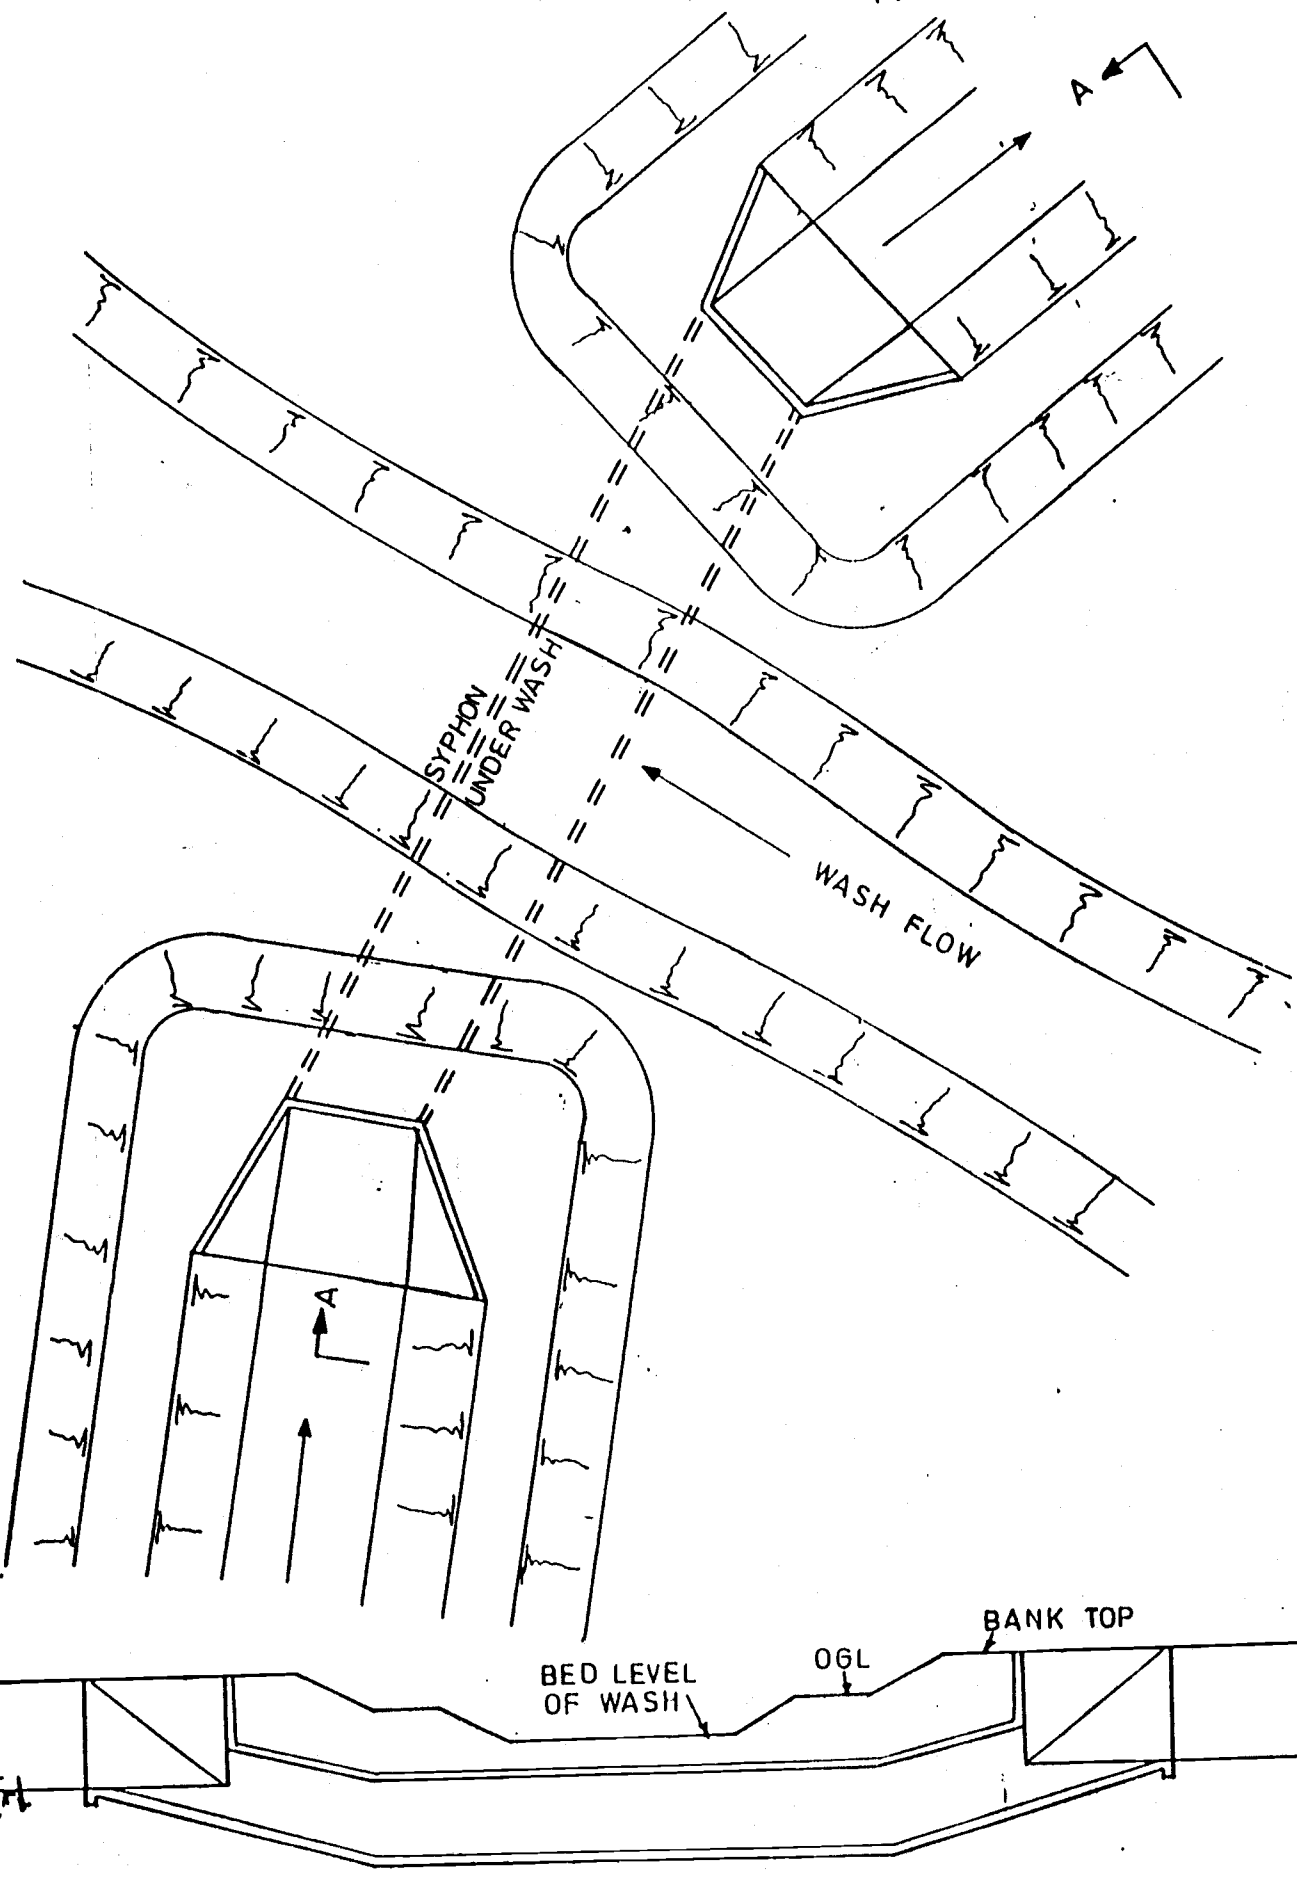 A
SYPHON
UNDER WASH
WASH FLOW
A
BANK TOP
OGL
BED LEVEL
OF WASH